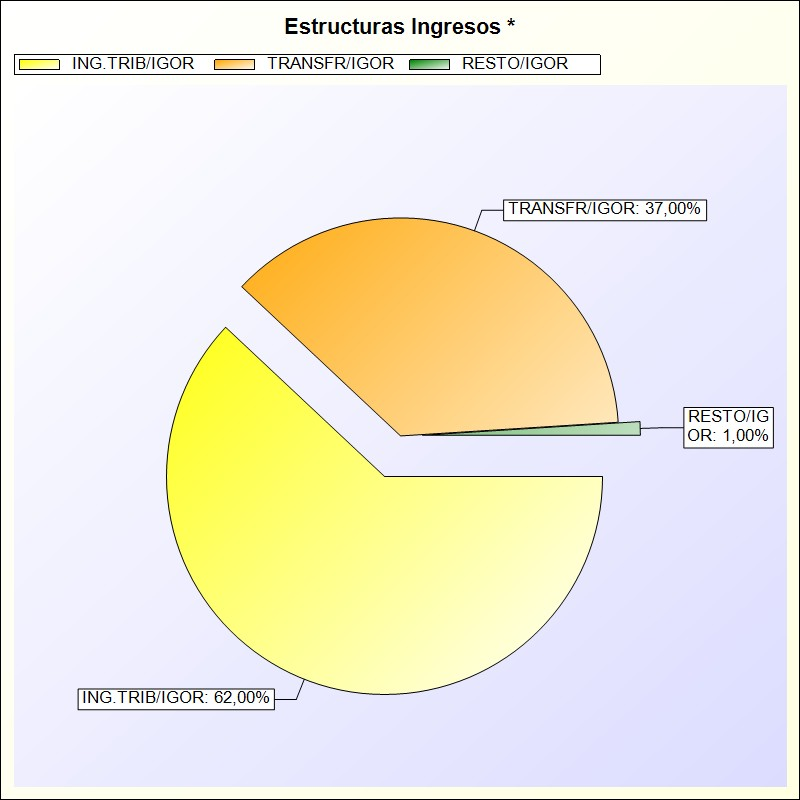 Estructuras Ingresos *
ING.TRIB/IGOR TRANSFR/IGOR RESTO/IGOR
TRANSFR/IGOR: 37,00%
RESTO/IG
OR: 1,00%
ING.TRIB/IGOR: 62,00%